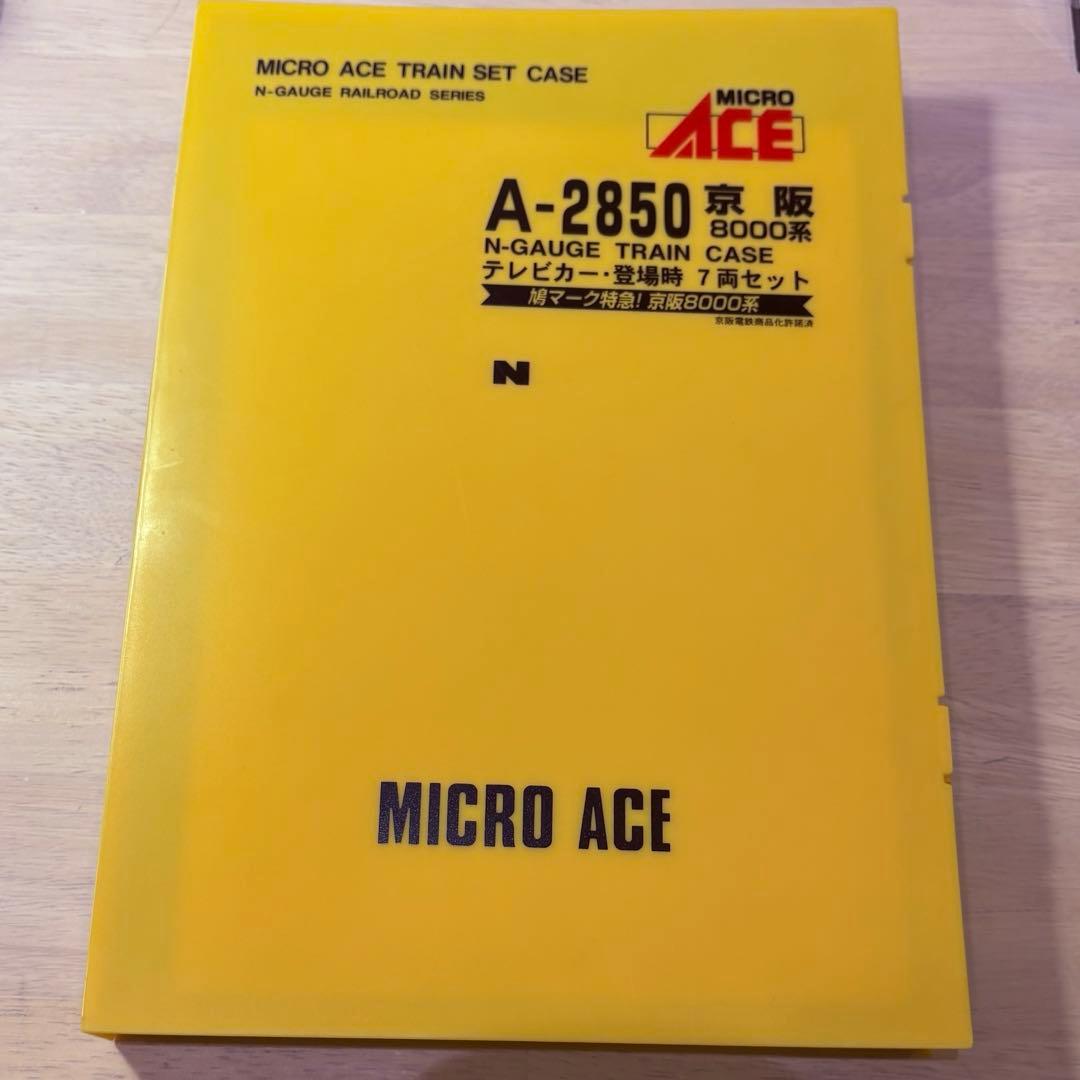 MICRO ACE TRAIN SET CASE
N-GAUGE RAILROAD SERIES
MICRO
ACE
A-2850 京阪
8000系
N-GAUGE TRAIN CASE
テレビカー・登場時 7両セット
鳩マーク特急! 京阪8000系
京阪電鉄商品化許諾済
N
MICRO ACE